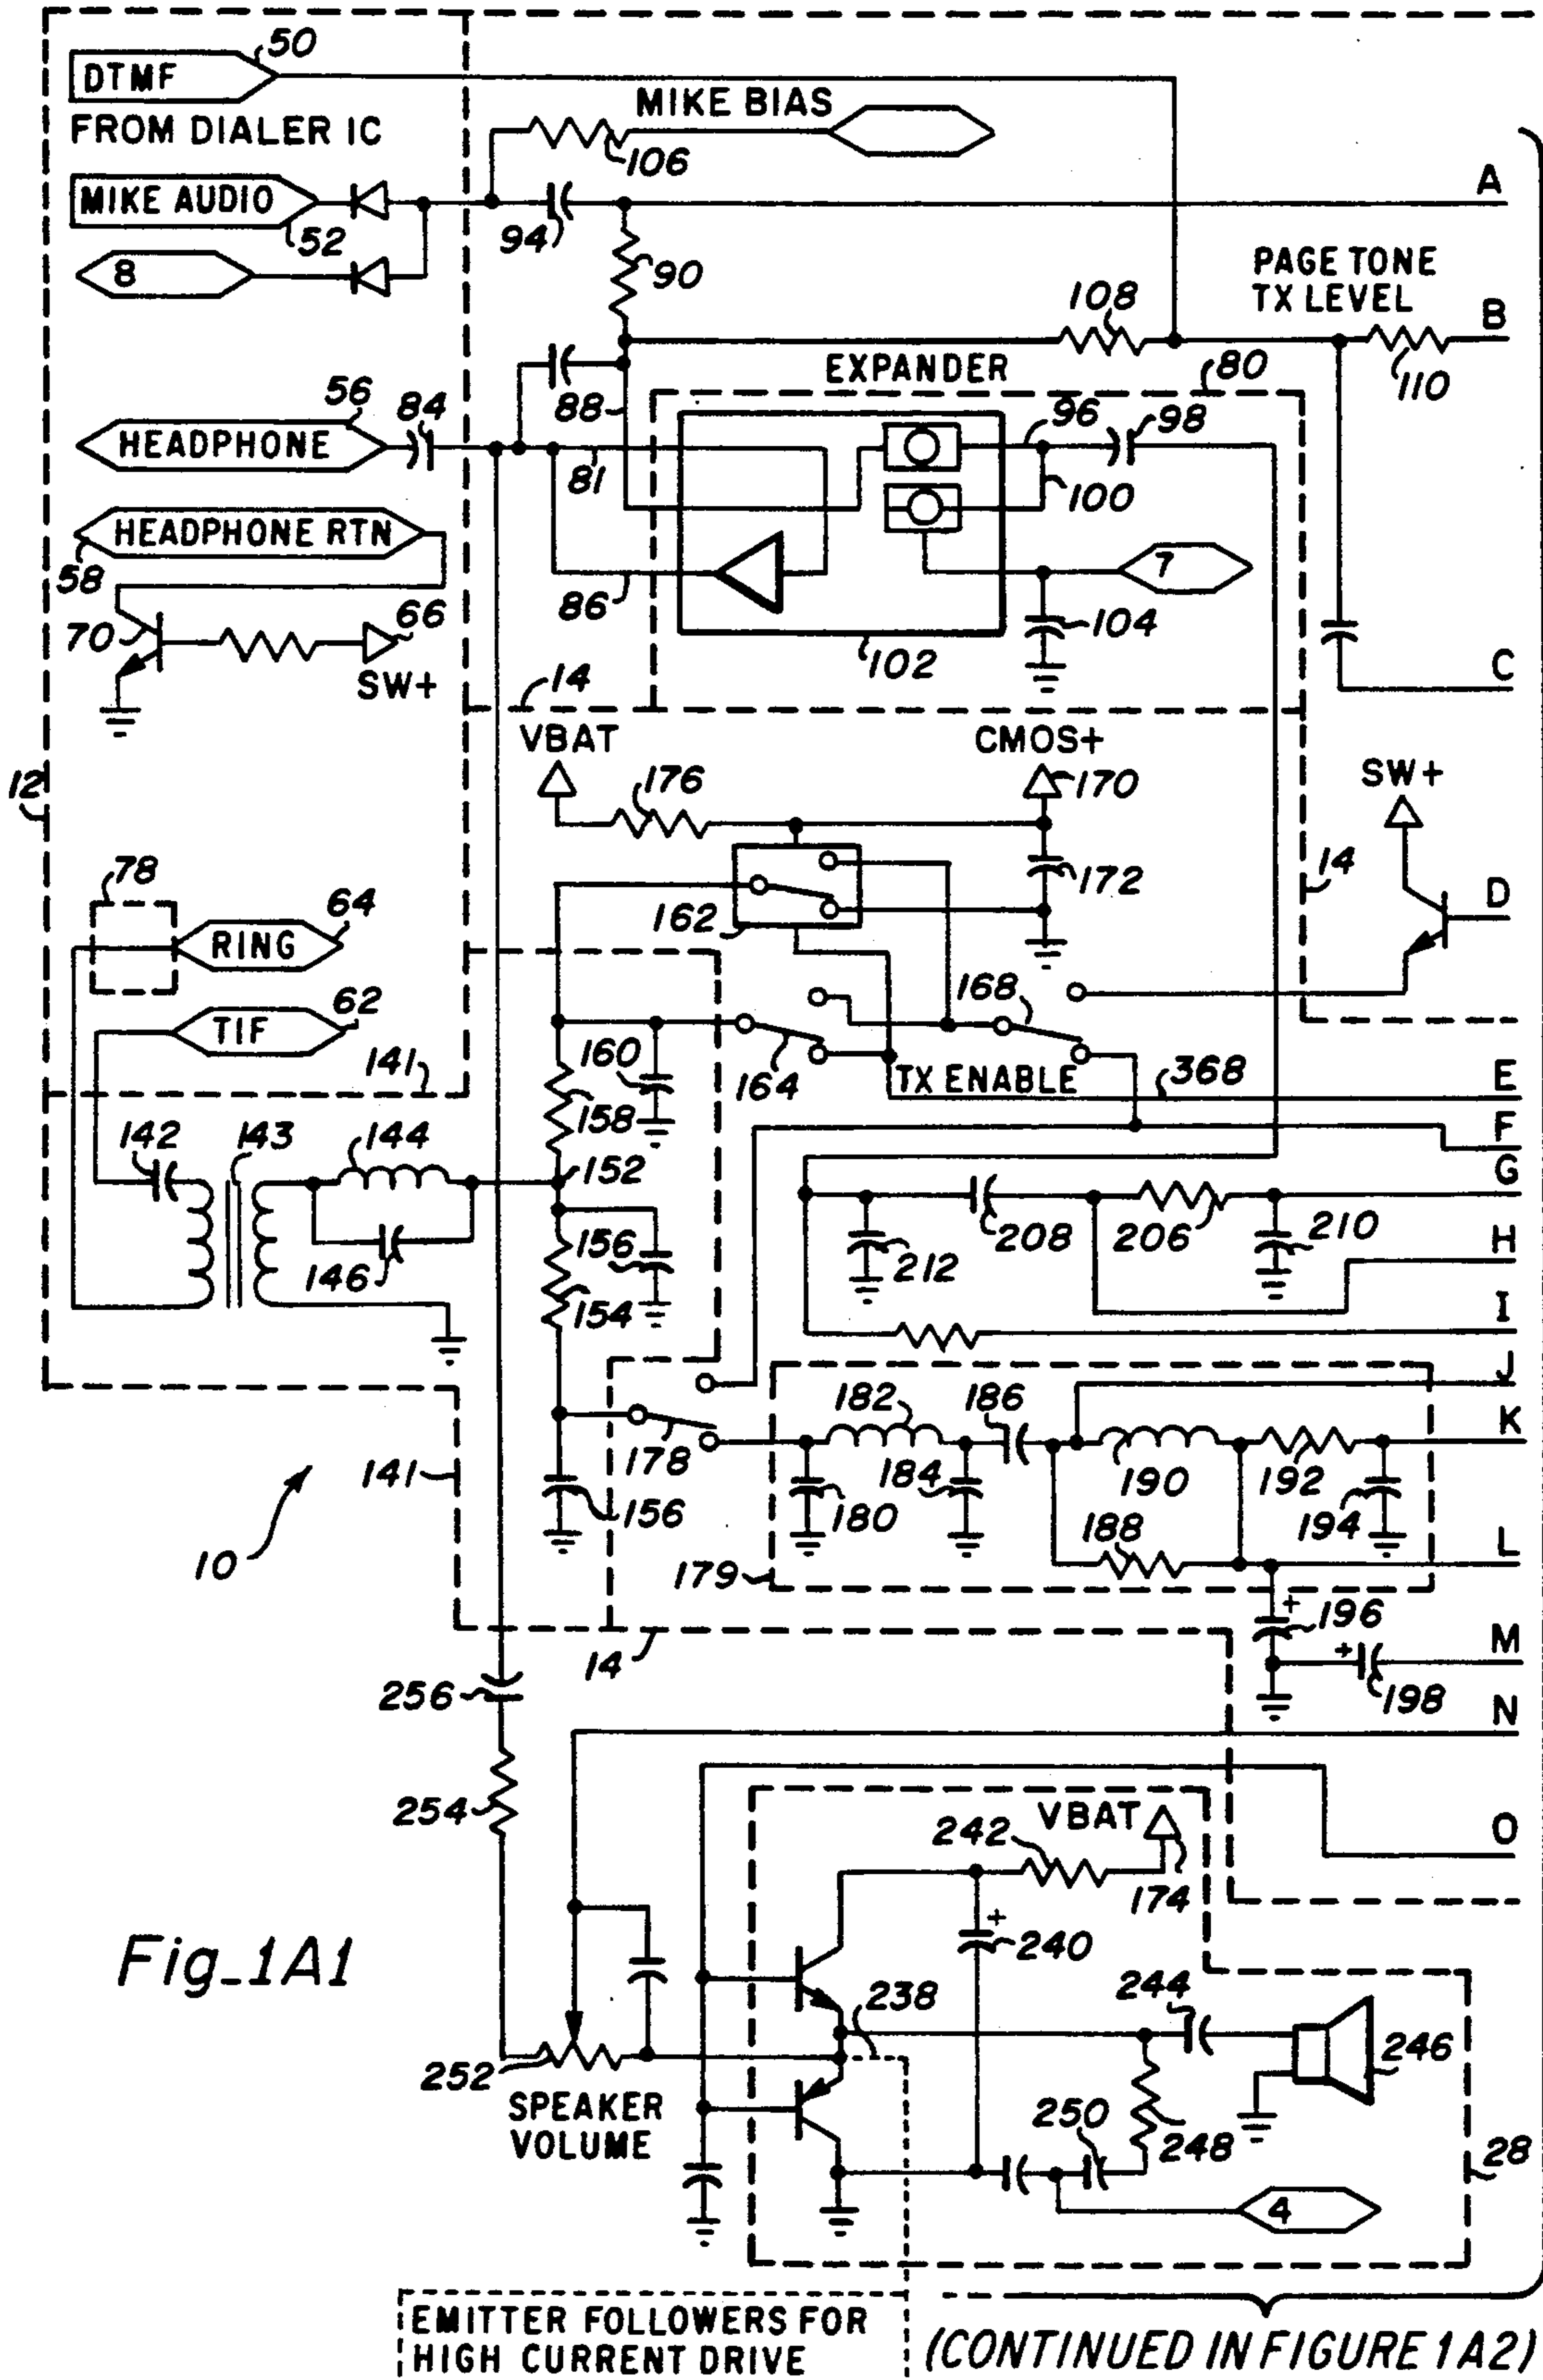 50
DTMF
FROM DIALER IC
MIKE BIAS
106
A
MIKE AUDIO
52
94
8
90
PAGE TONE
TX LEVEL
108
B
110
EXPANDER
80
88
56
84
HEADPHONE
96
98
81
100
HEADPHONE RTN
58
86
7
104
70
66
SW+
102
C
14
VBAT
CMOS+
176
170
SW+
12
172
14
78
64
162
D
RING
168
62
TIF
160
164
TX ENABLE
368
E
141
158
F
142
143
144
152
G
208
206
210
156
146
212
H
154
I
J
182
186
K
178
184
190
192
141
156
180
188
194
L
10
179
196
14
+
+
M
256
198
N
254
VBAT
242
O
174
+
240
Fig_1A1
238
244
252
246
SPEAKER
VOLUME
250
248
28
4
EMITTER FOLLOWERS FOR
HIGH CURRENT DRIVE
(CONTINUED IN FIGURE 1A2)